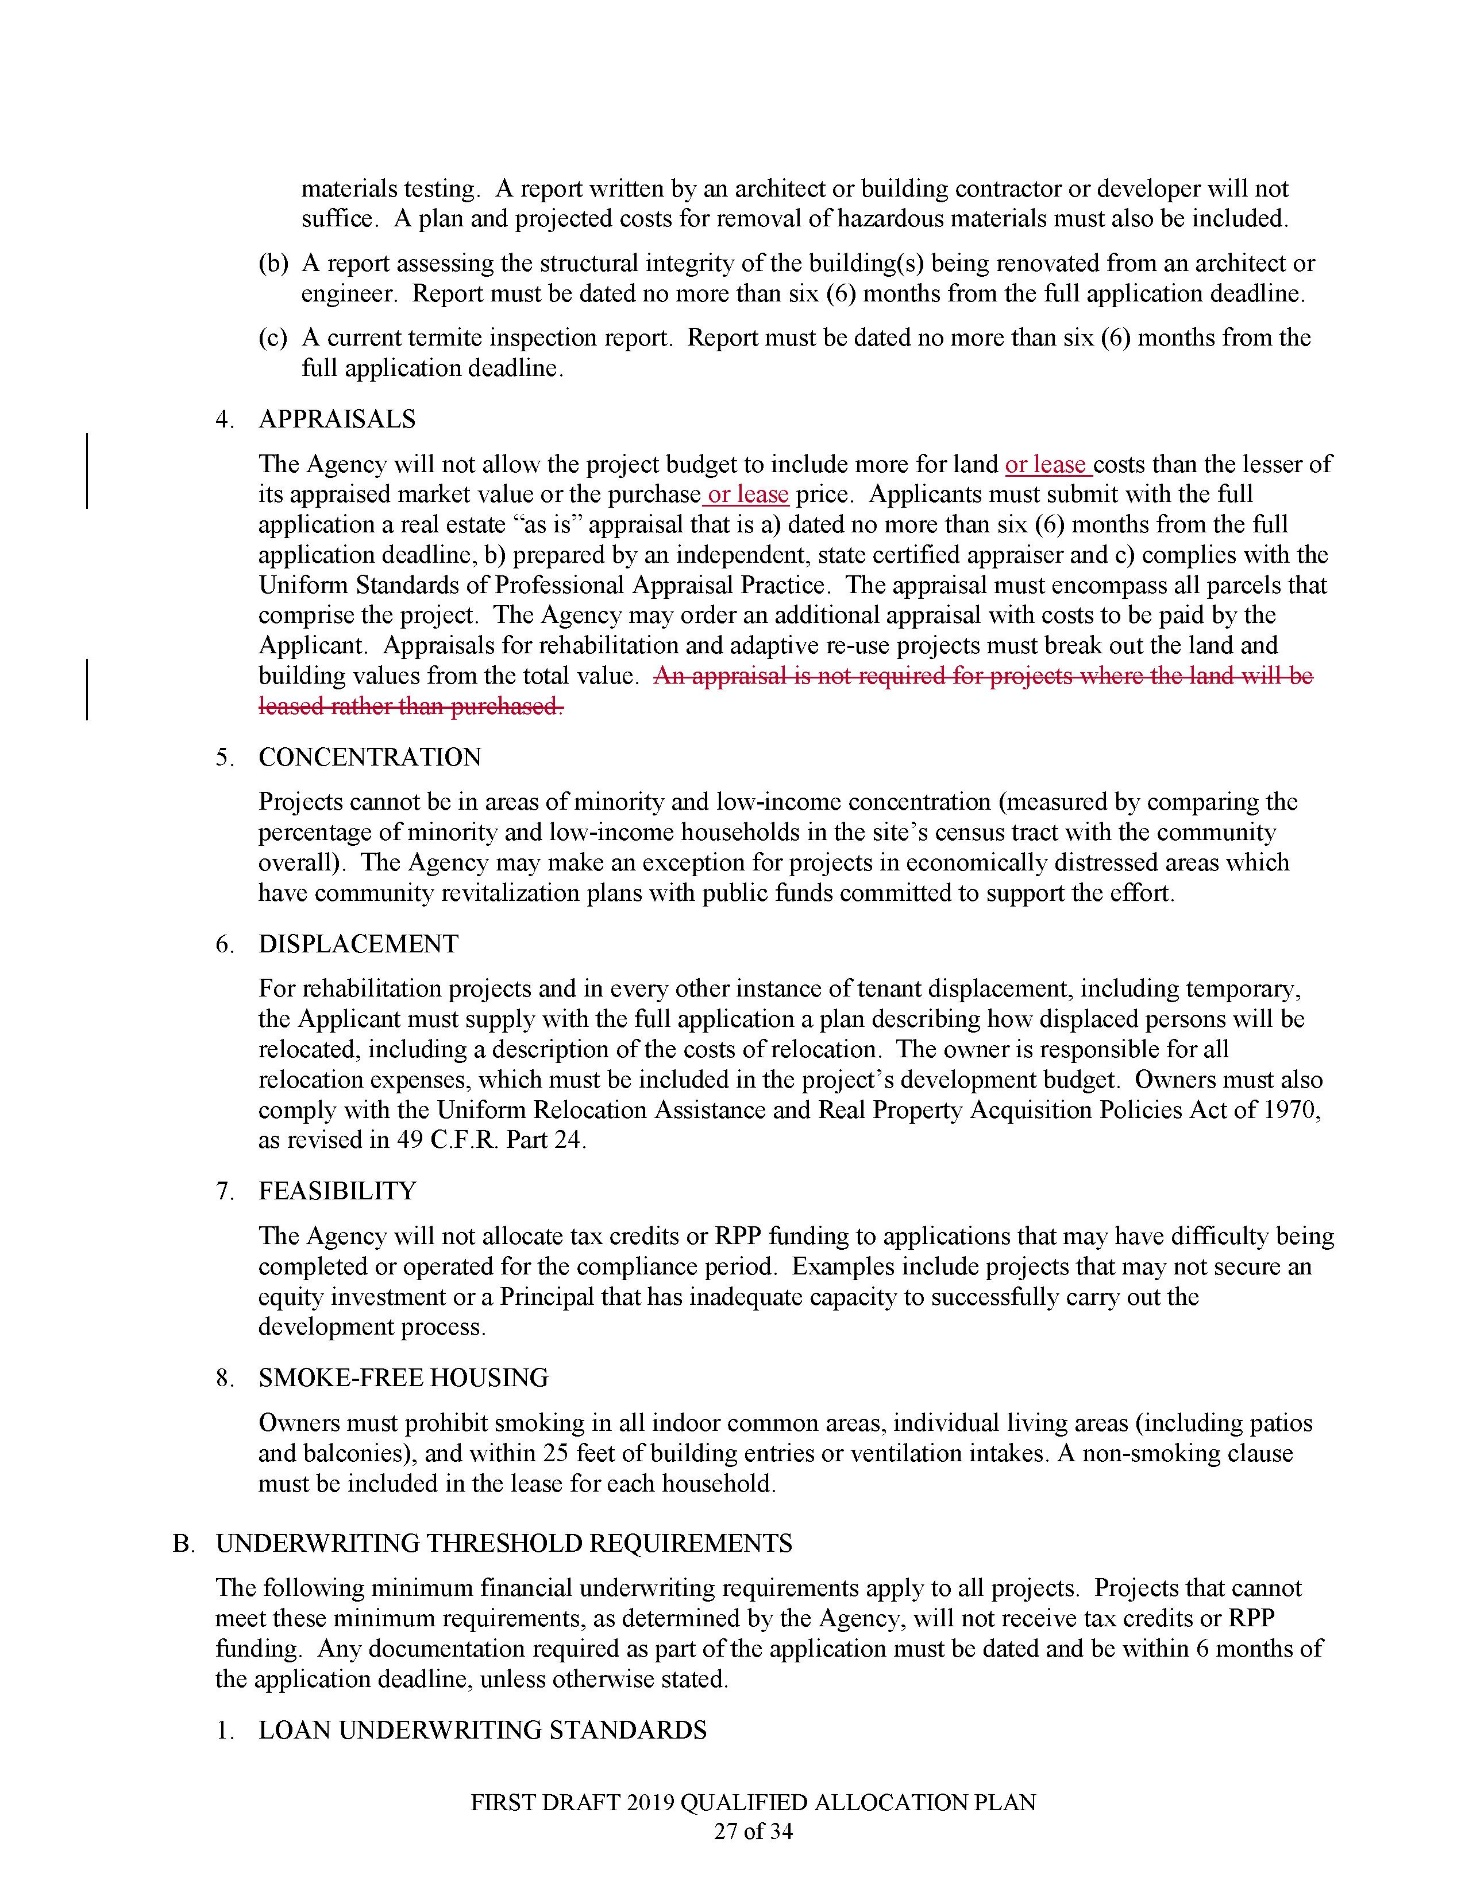 materials testing.  A report written by an architect or building contractor or developer will not
suffice.  A plan and projected costs for removal of hazardous materials must also be included.
(b) A report assessing the structural integrity of the building(s) being renovated from an architect or
engineer.  Report must be dated no more than six (6) months from the full application deadline.
(c) A current termite inspection report.  Report must be dated no more than six (6) months from the
full application deadline.
4. APPRAISALS
The Agency will not allow the project budget to include more for land or lease costs than the lesser of
its appraised market value or the purchase or lease price.  Applicants must submit with the full
application a real estate “as is” appraisal that is a) dated no more than six (6) months from the full
application deadline, b) prepared by an independent, state certified appraiser and c) complies with the
Uniform Standards of Professional Appraisal Practice.  The appraisal must encompass all parcels that
comprise the project.  The Agency may order an additional appraisal with costs to be paid by the
Applicant.  Appraisals for rehabilitation and adaptive re-use projects must break out the land and
building values from the total value.  An appraisal is not required for projects where the land will be
leased rather than purchased.
5. CONCENTRATION
Projects cannot be in areas of minority and low-income concentration (measured by comparing the
percentage of minority and low-income households in the site’s census tract with the community
overall).  The Agency may make an exception for projects in economically distressed areas which
have community revitalization plans with public funds committed to support the effort.
6. DISPLACEMENT
For rehabilitation projects and in every other instance of tenant displacement, including temporary,
the Applicant must supply with the full application a plan describing how displaced persons will be
relocated, including a description of the costs of relocation.  The owner is responsible for all
relocation expenses, which must be included in the project’s development budget.  Owners must also
comply with the Uniform Relocation Assistance and Real Property Acquisition Policies Act of 1970,
as revised in 49 C.F.R. Part 24.
7. FEASIBILITY
The Agency will not allocate tax credits or RPP funding to applications that may have difficulty being
completed or operated for the compliance period.  Examples include projects that may not secure an
equity investment or a Principal that has inadequate capacity to successfully carry out the
development process.
8. SMOKE-FREE HOUSING
Owners must prohibit smoking in all indoor common areas, individual living areas (including patios
and balconies), and within 25 feet of building entries or ventilation intakes. A non-smoking clause
must be included in the lease for each household.
B. UNDERWRITING THRESHOLD REQUIREMENTS
The following minimum financial underwriting requirements apply to all projects.  Projects that cannot
meet these minimum requirements, as determined by the Agency, will not receive tax credits or RPP
funding.  Any documentation required as part of the application must be dated and be within 6 months of
the application deadline, unless otherwise stated.
1. LOAN UNDERWRITING STANDARDS
FIRST DRAFT 2019 QUALIFIED ALLOCATION PLAN
27 of 34